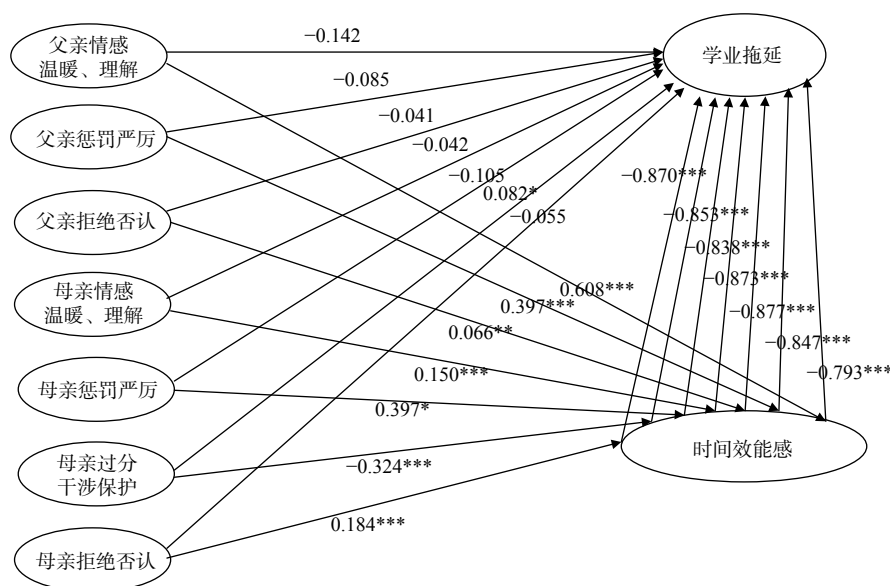 父亲情感
温暖、理解
父亲惩罚严厉
父亲拒绝否认
母亲情感
温暖、理解
母亲惩罚严厉
母亲过分
干涉保护
母亲拒绝否认
学业拖延
时间效能感
−0.142
−0.085
−0.041
−0.042
−0.105
0.082*
−0.055
−0.870***
−0.853***
−0.838***
−0.873***
−0.877***
−0.847***
−0.793***
0.608***
0.397***
0.066**
0.150***
0.397*
−0.324***
0.184***